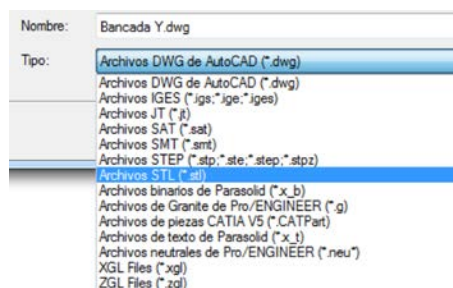 Nombre: Bancada Y.dwg
Tipo: Archivos DWG de AutoCAD (*.dwg)
Archivos DWG de AutoCAD (*.dwg)
Archivos IGES (*.igs;*.ige;*.iges)
Archivos JT (*.jt)
Archivos SAT (*.sat)
Archivos SMT (*.smt)
Archivos STEP (*.stp;*.ste;*.step;*.stpz)
Archivos STL (*.stl)
Archivos binarios de Parasolid (*.x_b)
Archivos de Granite de Pro/ENGINEER (*.g)
Archivos de piezas CATIA V5 (*.CATPart)
Archivos de texto de Parasolid (*.x_t)
Archivos neutrales de Pro/ENGINEER (*.neu*)
XGL Files (*.xgl)
ZGL Files (*.zgl)